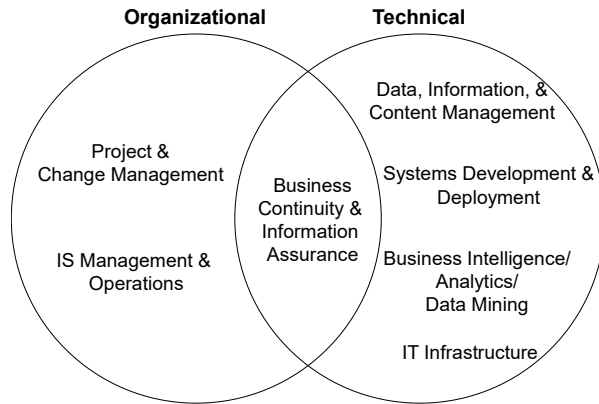 Organizational
Technical
Project &
Change Management
IS Management &
Operations
Business
Continuity &
Information
Assurance
Data, Information, &
Content Management
Systems Development &
Deployment
Business Intelligence/
Analytics/
Data Mining
IT Infrastructure